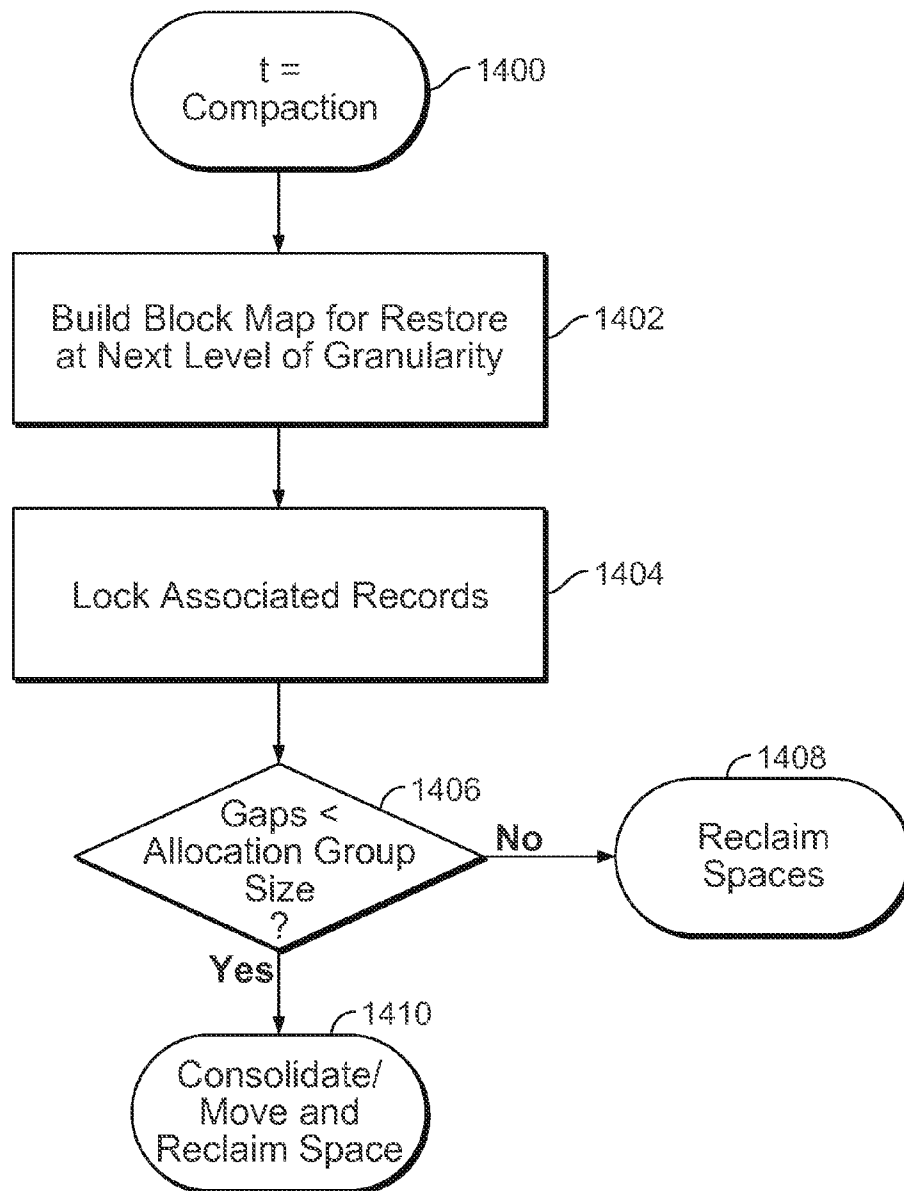 t =
Compaction
1400
Build Block Map for Restore
at Next Level of Granularity
1402
Lock Associated Records
1404
1406
Gaps <
Allocation Group
Size
?
No
1408
Reclaim
Spaces
Yes
1410
Consolidate/
Move and
Reclaim Space